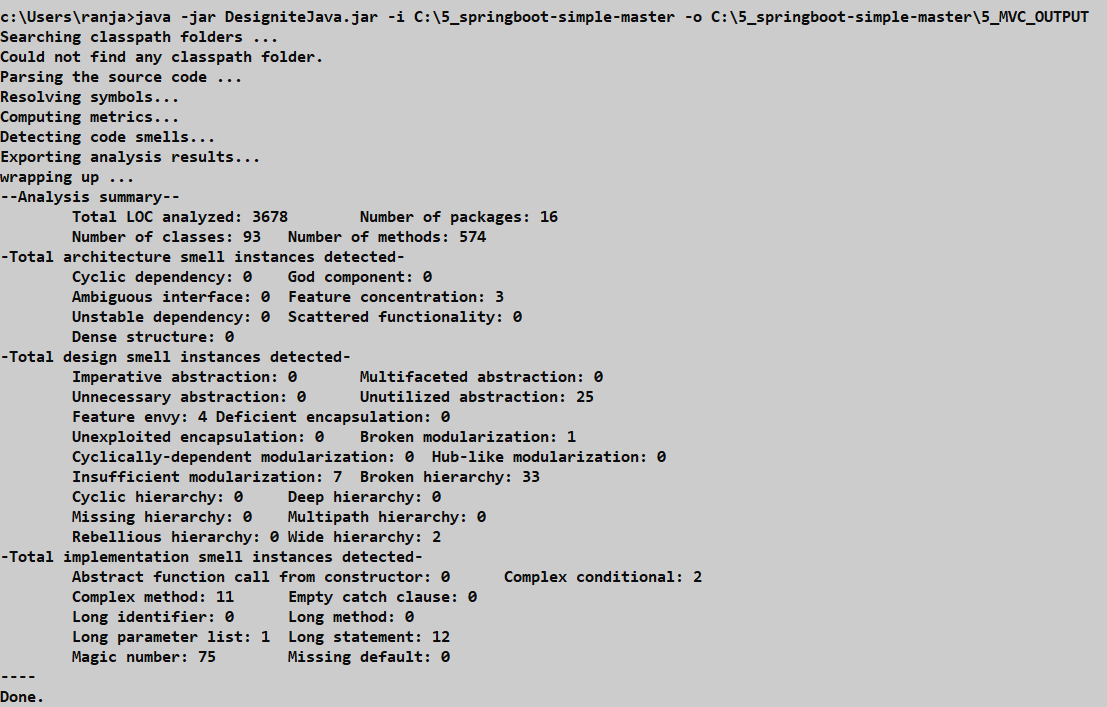 c:\Users\ranja>java -jar DesigniteJava.jar -i C:\5_springboot-simple-master -o C:\5_springboot-simple-master\5_MVC_OUTPUT
Searching classpath folders ...
Could not find any classpath folder.
Parsing the source code ...
Resolving symbols...
Computing metrics...
Detecting code smells...
Exporting analysis results...
wrapping up ...
--Analysis summary--
        Total LOC analyzed: 3678        Number of packages: 16
        Number of classes: 93   Number of methods: 574
-Total architecture smell instances detected-
        Cyclic dependency: 0    God component: 0
        Ambiguous interface: 0  Feature concentration: 3
        Unstable dependency: 0  Scattered functionality: 0
        Dense structure: 0
-Total design smell instances detected-
        Imperative abstraction: 0       Multifaceted abstraction: 0
        Unnecessary abstraction: 0      Unutilized abstraction: 25
        Feature envy: 4 Deficient encapsulation: 0
        Unexploited encapsulation: 0    Broken modularization: 1
        Cyclically-dependent modularization: 0  Hub-like modularization: 0
        Insufficient modularization: 7  Broken hierarchy: 33
        Cyclic hierarchy: 0     Deep hierarchy: 0
        Missing hierarchy: 0    Multipath hierarchy: 0
        Rebellious hierarchy: 0 Wide hierarchy: 2
-Total implementation smell instances detected-
        Abstract function call from constructor: 0      Complex conditional: 2
        Complex method: 11      Empty catch clause: 0
        Long identifier: 0      Long method: 0
        Long parameter list: 1  Long statement: 12
        Magic number: 75        Missing default: 0
----
Done.